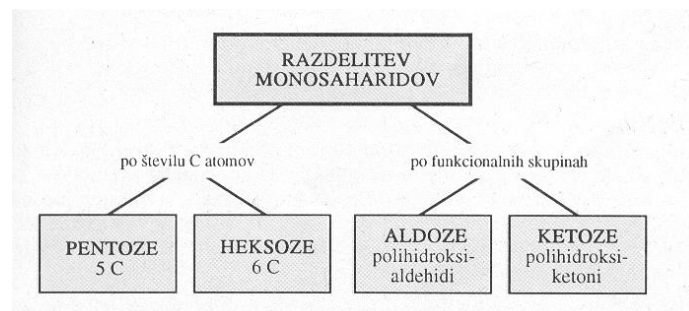 RAZDELITEV
MONOSAHARIDOV
po številu C atomov
po funkcionalnih skupinah
PENTOZE
5 C
HEKSOZE
6 C
ALDOZE
polihidroksi-
aldehidi
KETOZE
polihidroksi-
ketoni